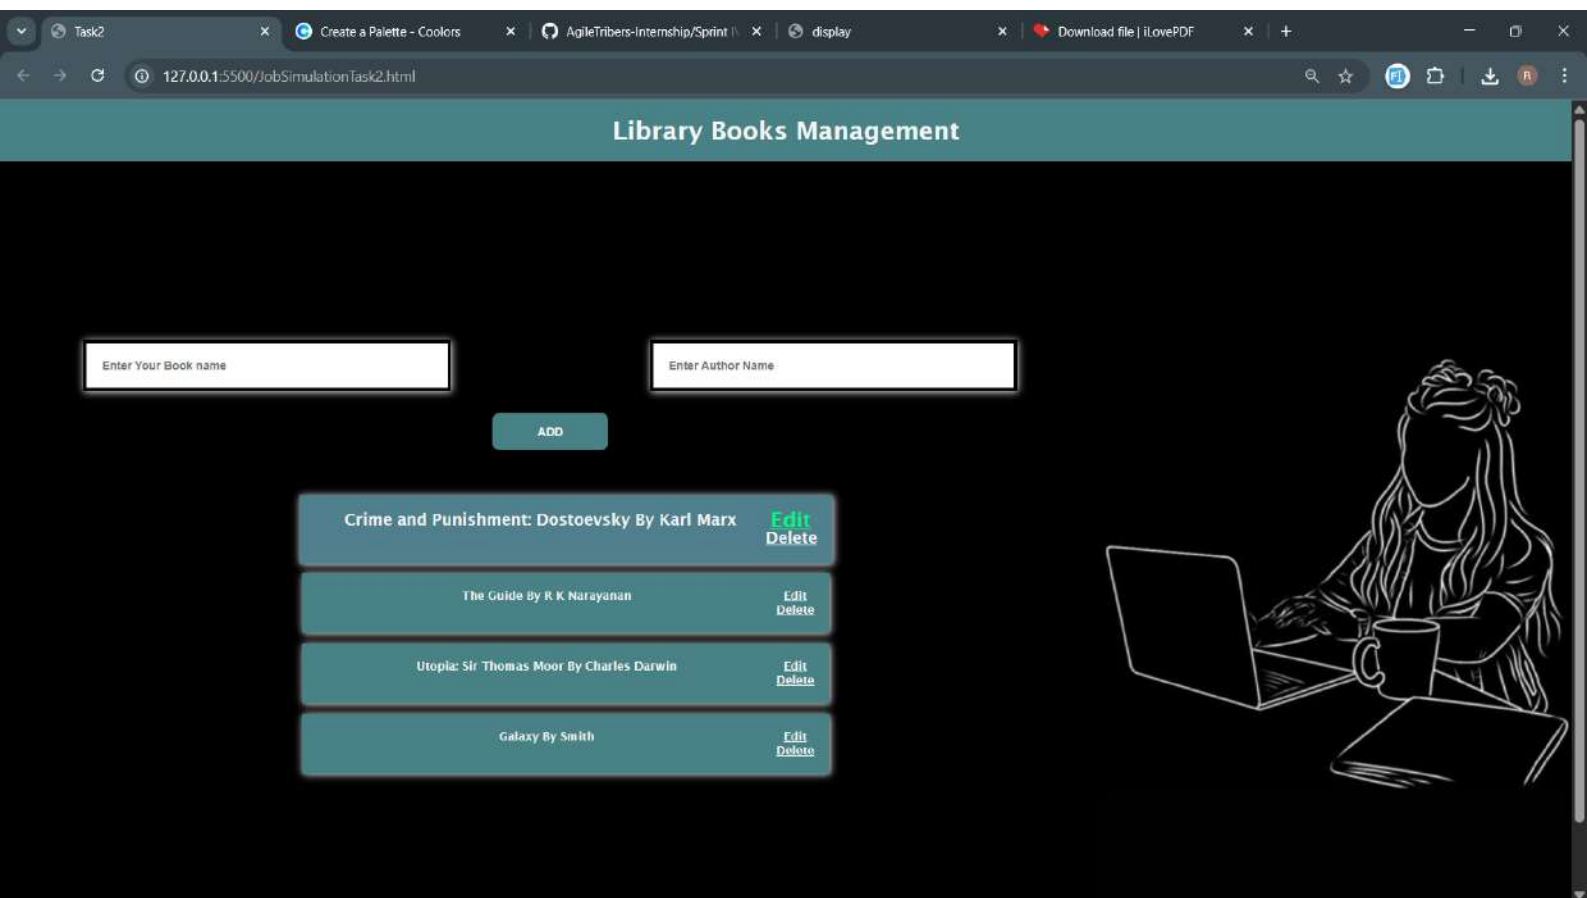 Task2
Create a Palette - Coolors
AgileTribers-Internship/Sprint
display
Download file | iLovePDF
127.0.0.1:5500/JobSimulationTask2.html
R
Library Books Management
Enter Your Book name
Enter Author Name
ADD
Crime and Punishment: Dostoevsky By Karl Marx
Edit
Delete
The Guide By R K Narayanan
Edit
Delete
Utopia: Sir Thomas Moor By Charles Darwin
Edit
Delete
Galaxy By Smith
Edit
Delete